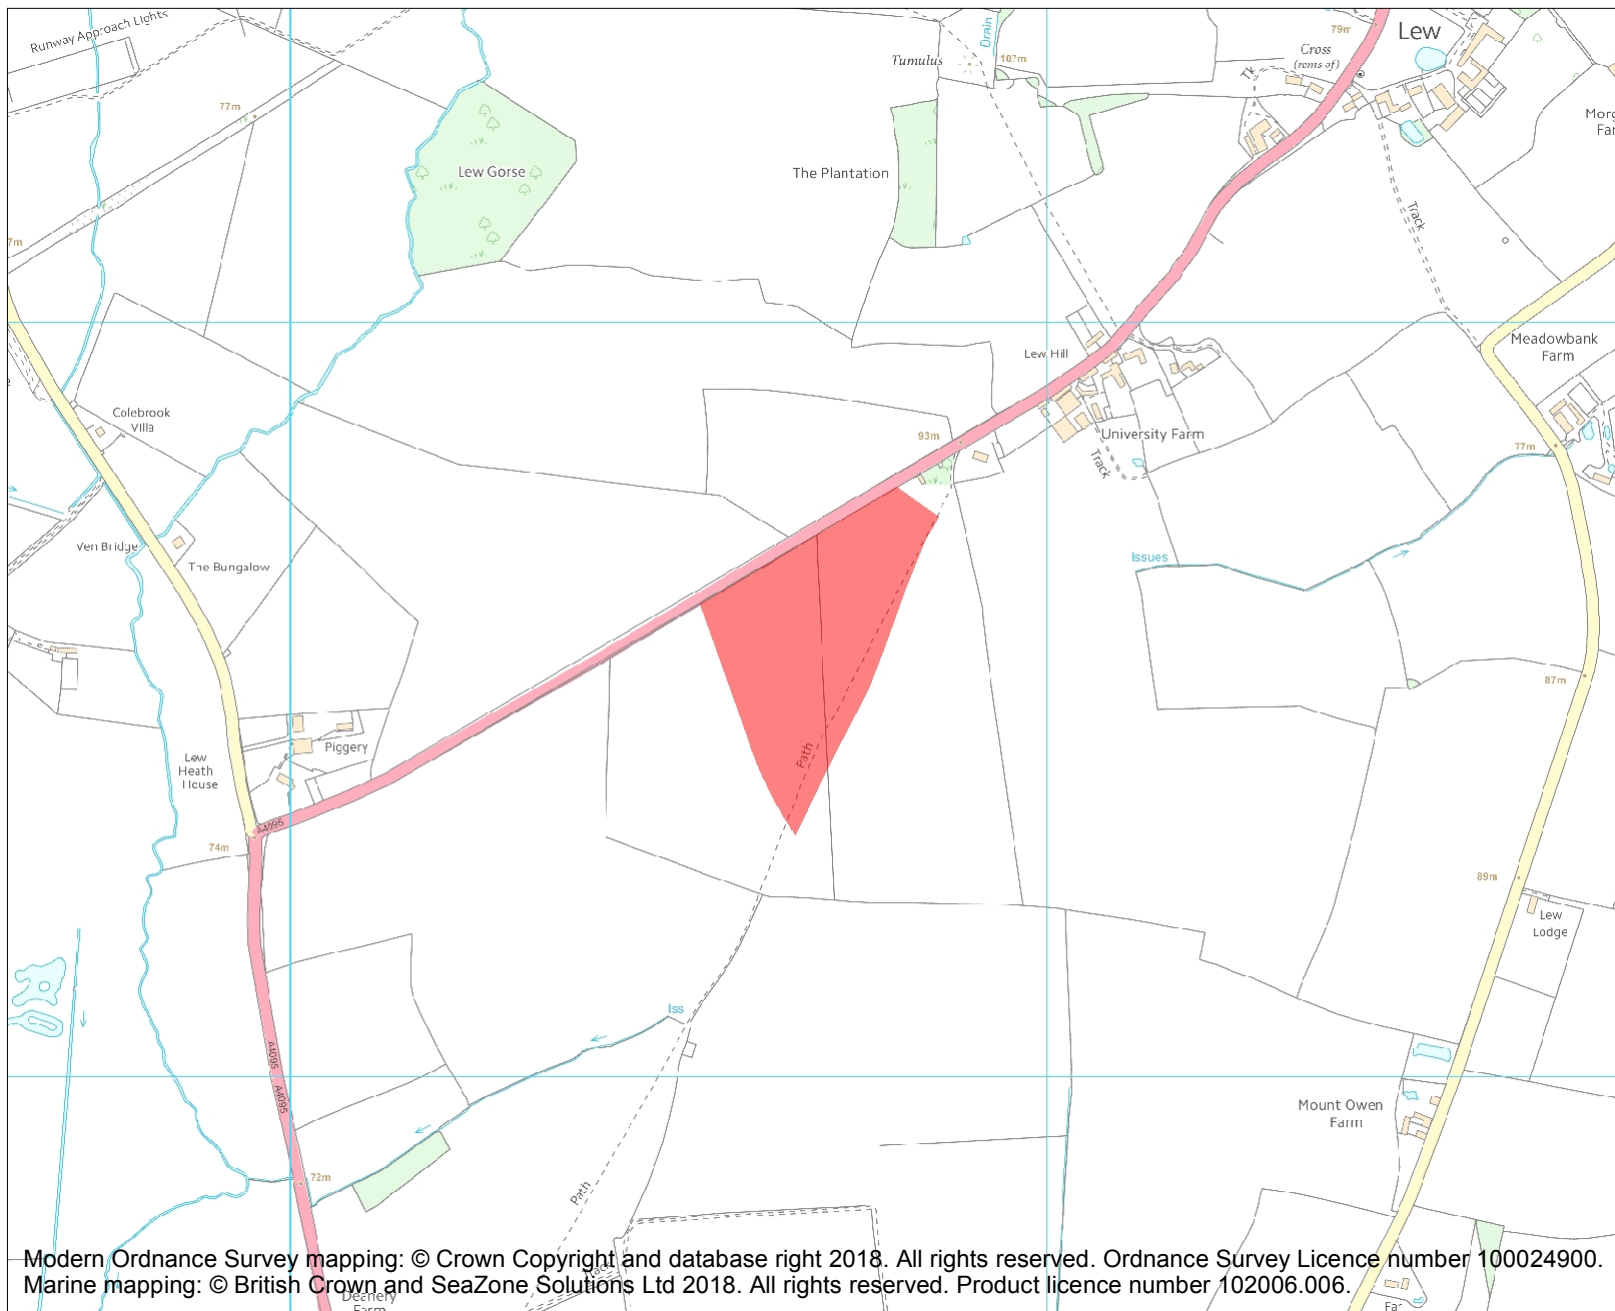 Runway Approach Lights
77m
7m
Lew Gorse
Tumulus
Drain
107m
The Plantation
79m
Lew
Cross
(rems of)
Tk
Track
Meadowbank
Farm
Lew Hill
University Farm
Track
93m
77m
Colebrook
Villa
Ven Bridge
The Bungalow
Issues
87m
Piggery
Lew
Heath
House
A4095
74m
Path
89m
Lew
Lodge
Iss
A4095
A4095
Mount Owen
Farm
72m
Path
Track
Modern Ordnance Survey mapping: © Crown Copyright and database right 2018. All rights reserved. Ordnance Survey Licence number 100024900.
Marine mapping: © British Crown and SeaZone Solutions Ltd 2018. All rights reserved. Product licence number 102006.006.
Deanery
Farm
Fa